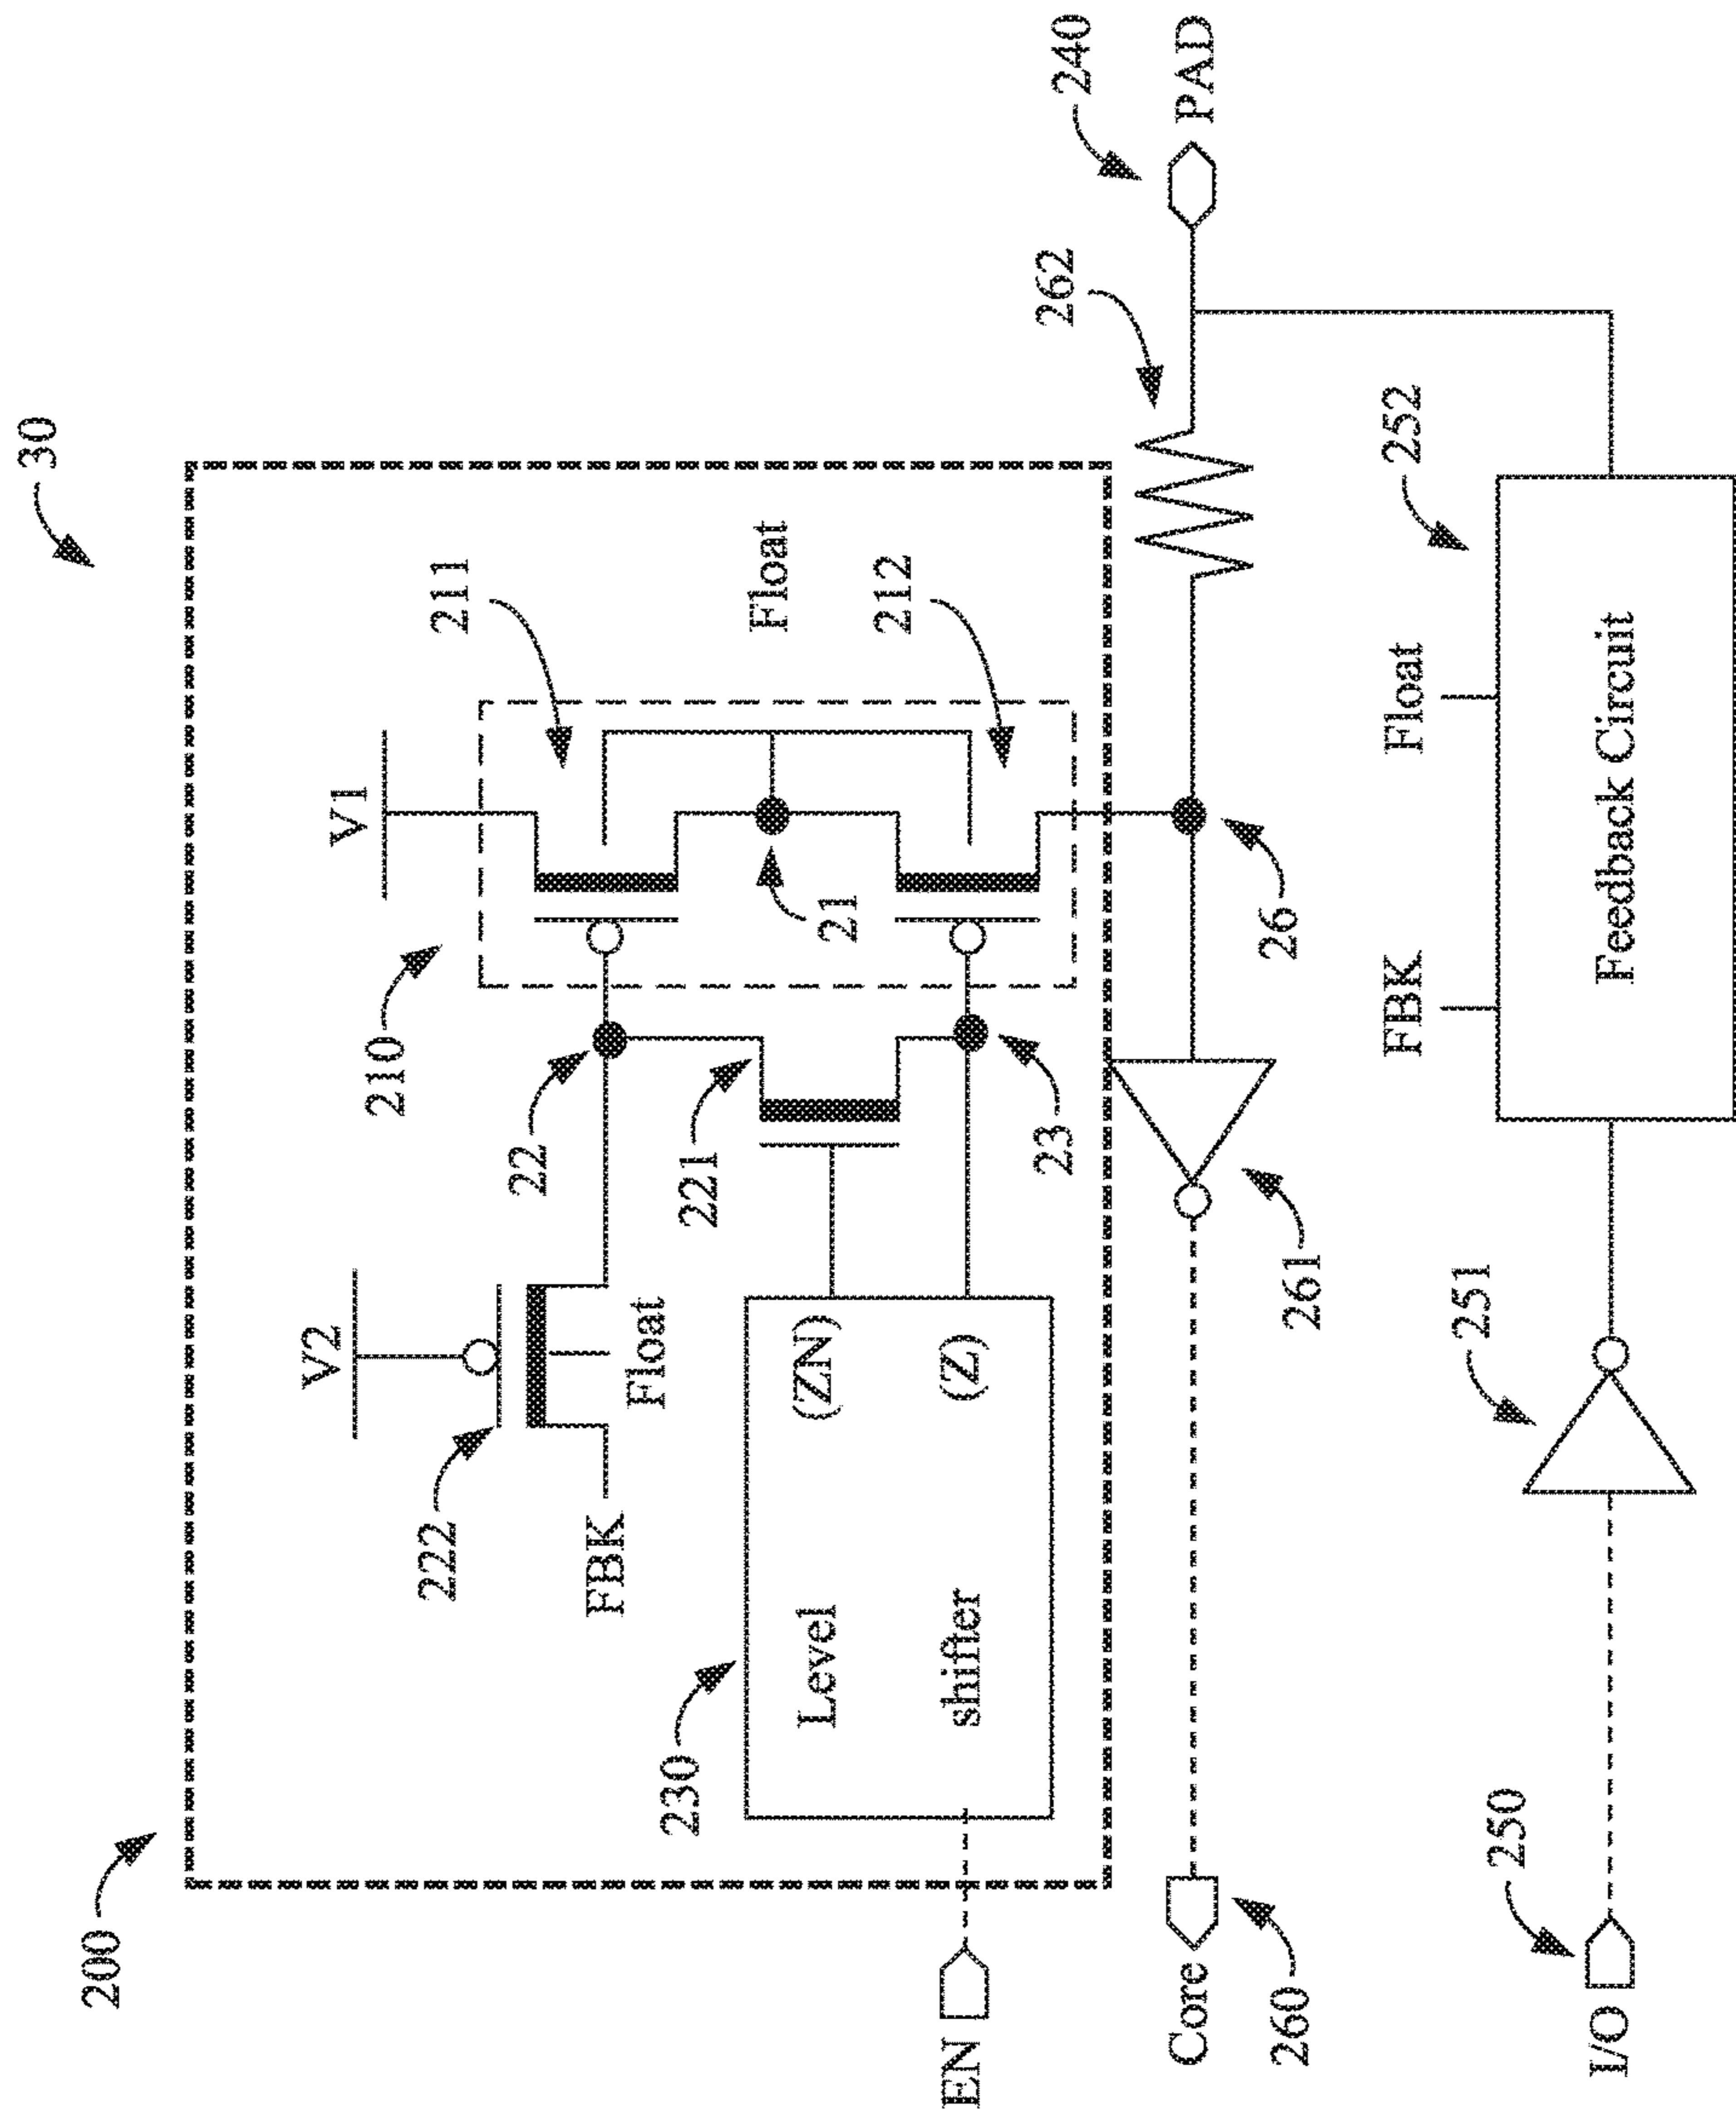 30
200
V1
V2
210
211
222
22
Float
FBK
Float
221
21
212
230
Level
(ZN)
shifter
(Z)
23
EN
262
240
PAD
Core
260
261
26
FBK
Float
252
I/O
250
251
Feedback Circuit